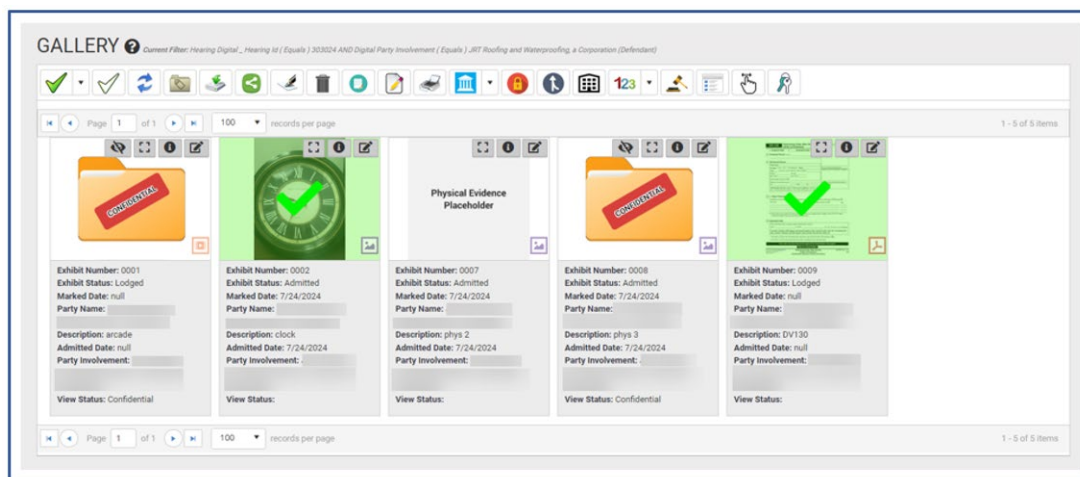 GALLERY ? Current Filter: Hearing Digital _ Hearing Id ( Equals ) 303024 AND Digital Party Involvement ( Equals ) JRT Roofing and Waterproofing, a Corporation (Defendant)
123
Page 1 of 1 100 records per page 1 - 5 of 5 items
CONFIDENTIAL
Exhibit Number: 0001
Exhibit Status: Lodged
Marked Date: null
Party Name:
Description: arcade
Admitted Date: null
Party Involvement:
View Status: Confidential
Exhibit Number: 0002
Exhibit Status: Admitted
Marked Date: 7/24/2024
Party Name:
Description: clock
Admitted Date: 7/24/2024
Party Involvement:
View Status:
Physical Evidence
Placeholder
Exhibit Number: 0007
Exhibit Status: Admitted
Marked Date: 7/24/2024
Party Name:
Description: phys 2
Admitted Date: 7/24/2024
Party Involvement:
View Status:
CONFIDENTIAL
Exhibit Number: 0008
Exhibit Status: Admitted
Marked Date: 7/24/2024
Party Name:
Description: phys 3
Admitted Date: 7/24/2024
Party Involvement:
View Status: Confidential
Exhibit Number: 0009
Exhibit Status: Lodged
Marked Date: null
Party Name:
Description: DV130
Admitted Date: null
Party Involvement:
View Status:
Page 1 of 1 100 records per page 1 - 5 of 5 items